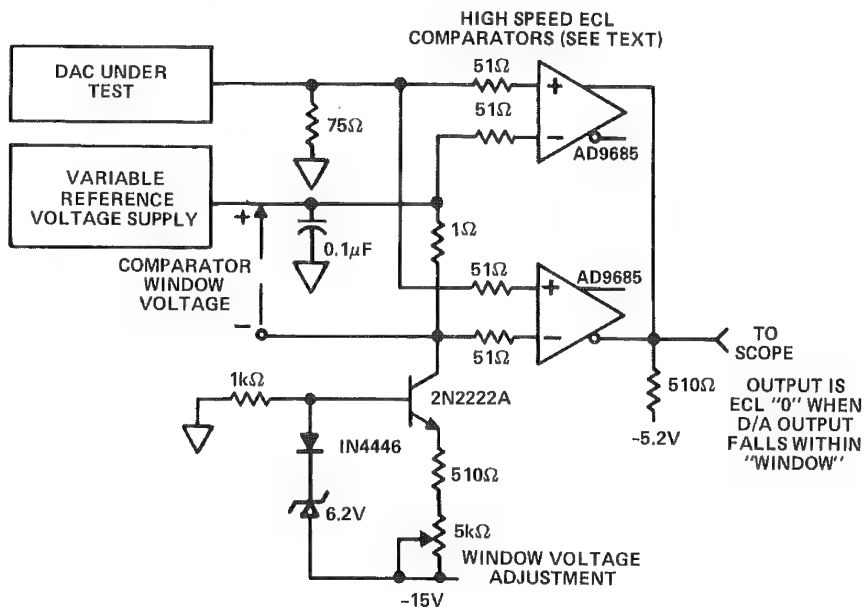 HIGH SPEED ECL
COMPARATORS (SEE TEXT)
DAC UNDER
TEST
51Ω
+
51Ω
−
AD9685
75Ω
VARIABLE
REFERENCE
VOLTAGE SUPPLY
+
0.1μF
1Ω
COMPARATOR
WINDOW
VOLTAGE
−
51Ω
+
AD9685
51Ω
−
TO
SCOPE
510Ω
−5.2V
OUTPUT IS
ECL "0" WHEN
D/A OUTPUT
FALLS WITHIN
"WINDOW"
1kΩ
2N2222A
IN4446
510Ω
6.2V
5kΩ
WINDOW VOLTAGE
ADJUSTMENT
−15V